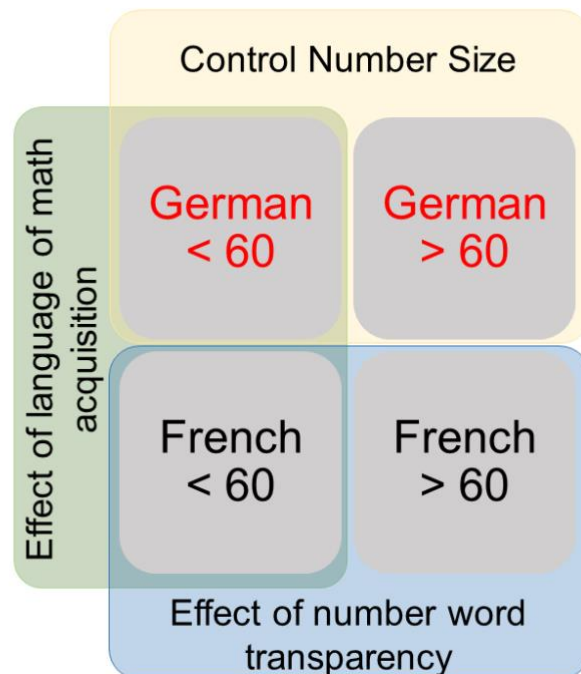 Control Number Size
Effect of language of math
acquisition
German
< 60
German
> 60
French
< 60
French
> 60
Effect of number word
transparency